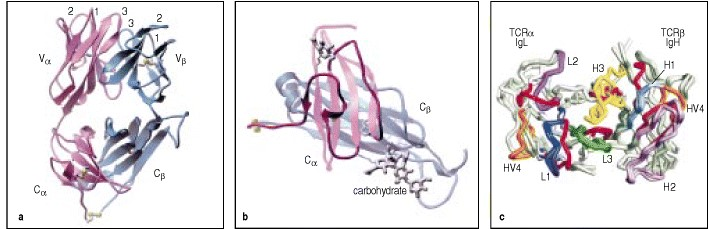 2 1 3
3 2
1
Vα
Vβ
Cα
Cβ
a
Cβ
Cα
carbohydrate
b
c
TCRα
IgL
TCRβ
IgH
L2
H3
H1
HV4
HV4
L1
L3
H2